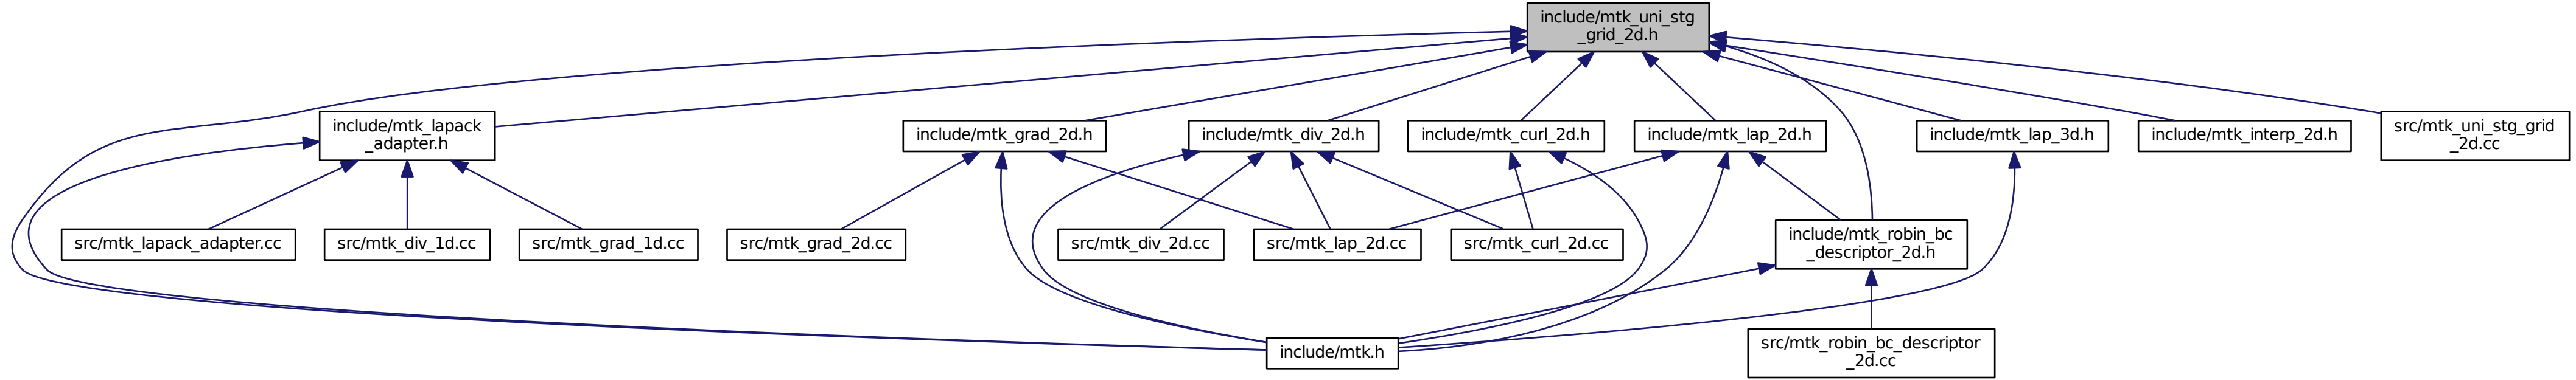 include/mtk_uni_stg
_grid_2d.h
include/mtk_lapack
_adapter.h
include/mtk_grad_2d.h
include/mtk_div_2d.h
include/mtk_curl_2d.h
include/mtk_lap_2d.h
include/mtk_lap_3d.h
include/mtk_interp_2d.h
src/mtk_uni_stg_grid
_2d.cc
src/mtk_lapack_adapter.cc
src/mtk_div_1d.cc
src/mtk_grad_1d.cc
src/mtk_grad_2d.cc
src/mtk_div_2d.cc
src/mtk_lap_2d.cc
src/mtk_curl_2d.cc
include/mtk_robin_bc
_descriptor_2d.h
include/mtk.h
src/mtk_robin_bc_descriptor
_2d.cc